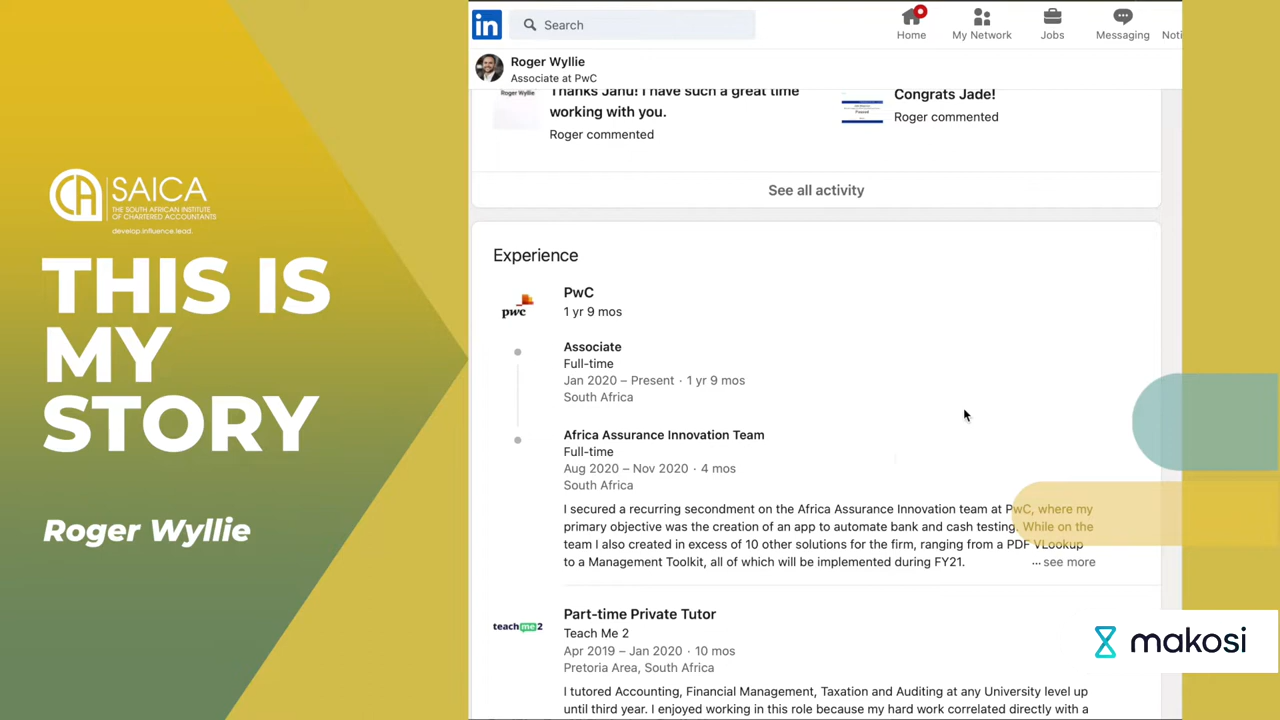 SAICA
THE SOUTH AFRICAN INSTITUTE
OF CHARTERED ACCOUNTANTS
develop.influence.lead.
THIS IS
MY
STORY
Roger Wyllie
in
Search
Home
My Network
Jobs
Messaging
Noti
Roger Wyllie
Associate at PwC
Roger Wyllie
Thanks Janu! I have such a great time
working with you.
Roger commented
Congrats Jade!
Roger commented
See all activity
Experience
pwc
PwC
1 yr 9 mos
Associate
Full-time
Jan 2020 – Present · 1 yr 9 mos
South Africa
Africa Assurance Innovation Team
Full-time
Aug 2020 – Nov 2020 · 4 mos
South Africa
I secured a recurring secondment on the Africa Assurance Innovation team at PwC, where my
primary objective was the creation of an app to automate bank and cash testing. While on the
team I also created in excess of 10 other solutions for the firm, ranging from a PDF VLookup
to a Management Toolkit, all of which will be implemented during FY21.
... see more
teachme2
Part-time Private Tutor
Teach Me 2
Apr 2019 – Jan 2020 · 10 mos
Pretoria Area, South Africa
I tutored Accounting, Financial Management, Taxation and Auditing at any University level up
until third year. I enjoyed working in this role because my hard work correlated directly with a
makosi